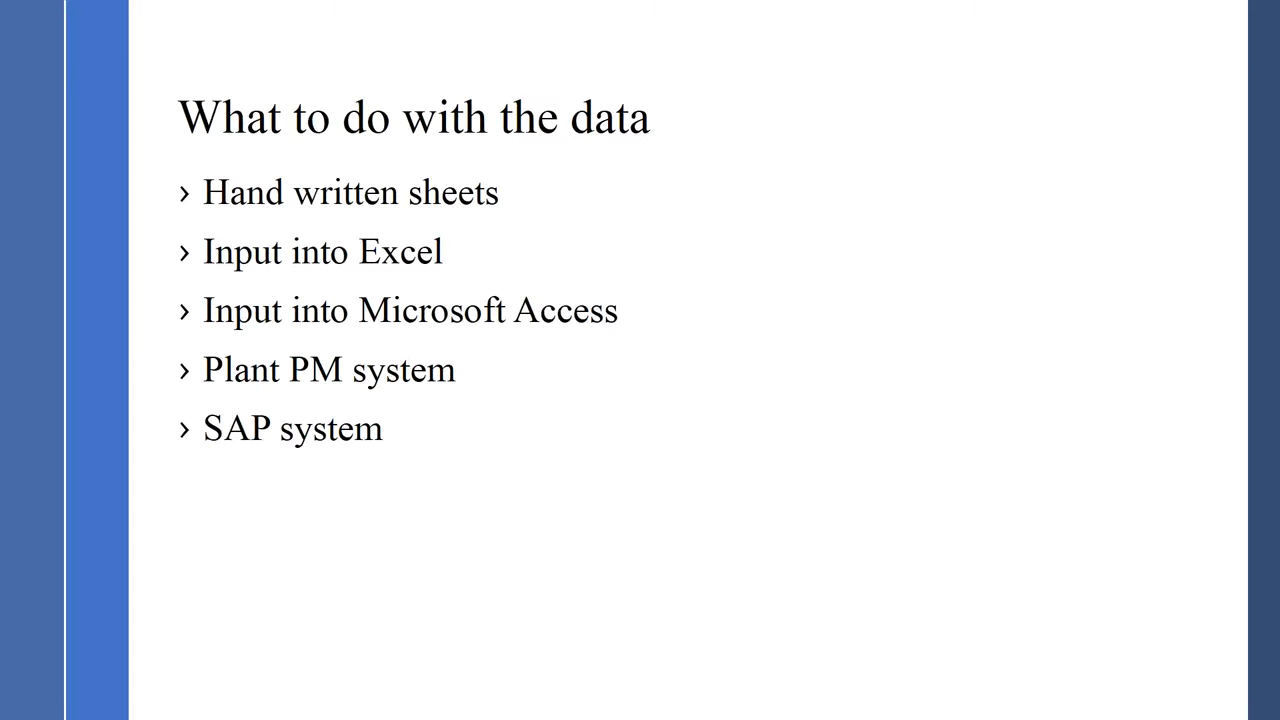 What to do with the data
› Hand written sheets
› Input into Excel
› Input into Microsoft Access
› Plant PM system
› SAP system